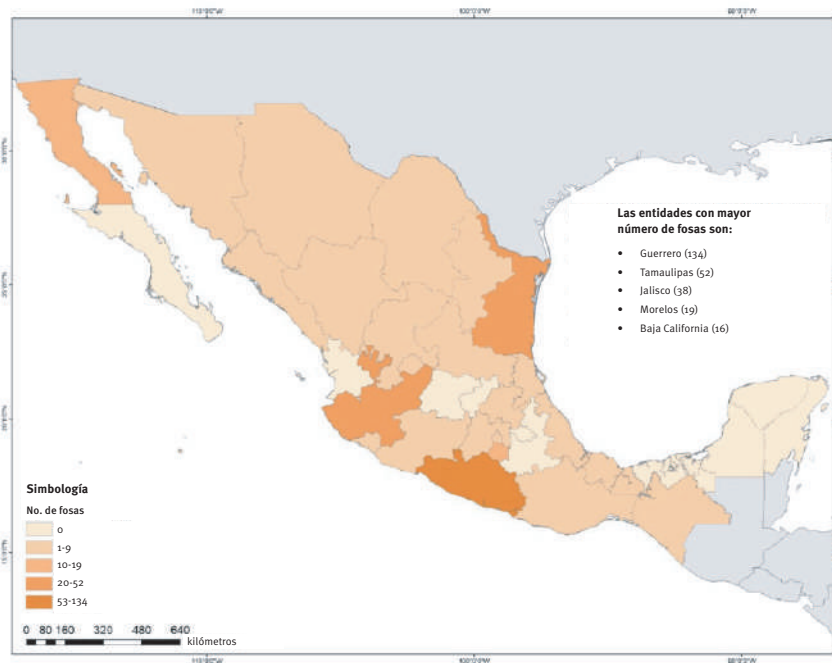 Las entidades con mayor
número de fosas son:
• Guerrero (134)
• Tamaulipas (52)
• Jalisco (38)
• Morelos (19)
• Baja California (16)
Simbología
No. de fosas
0
1-9
10-19
20-52
53-134
0 80 160 320 480 640
kilómetros